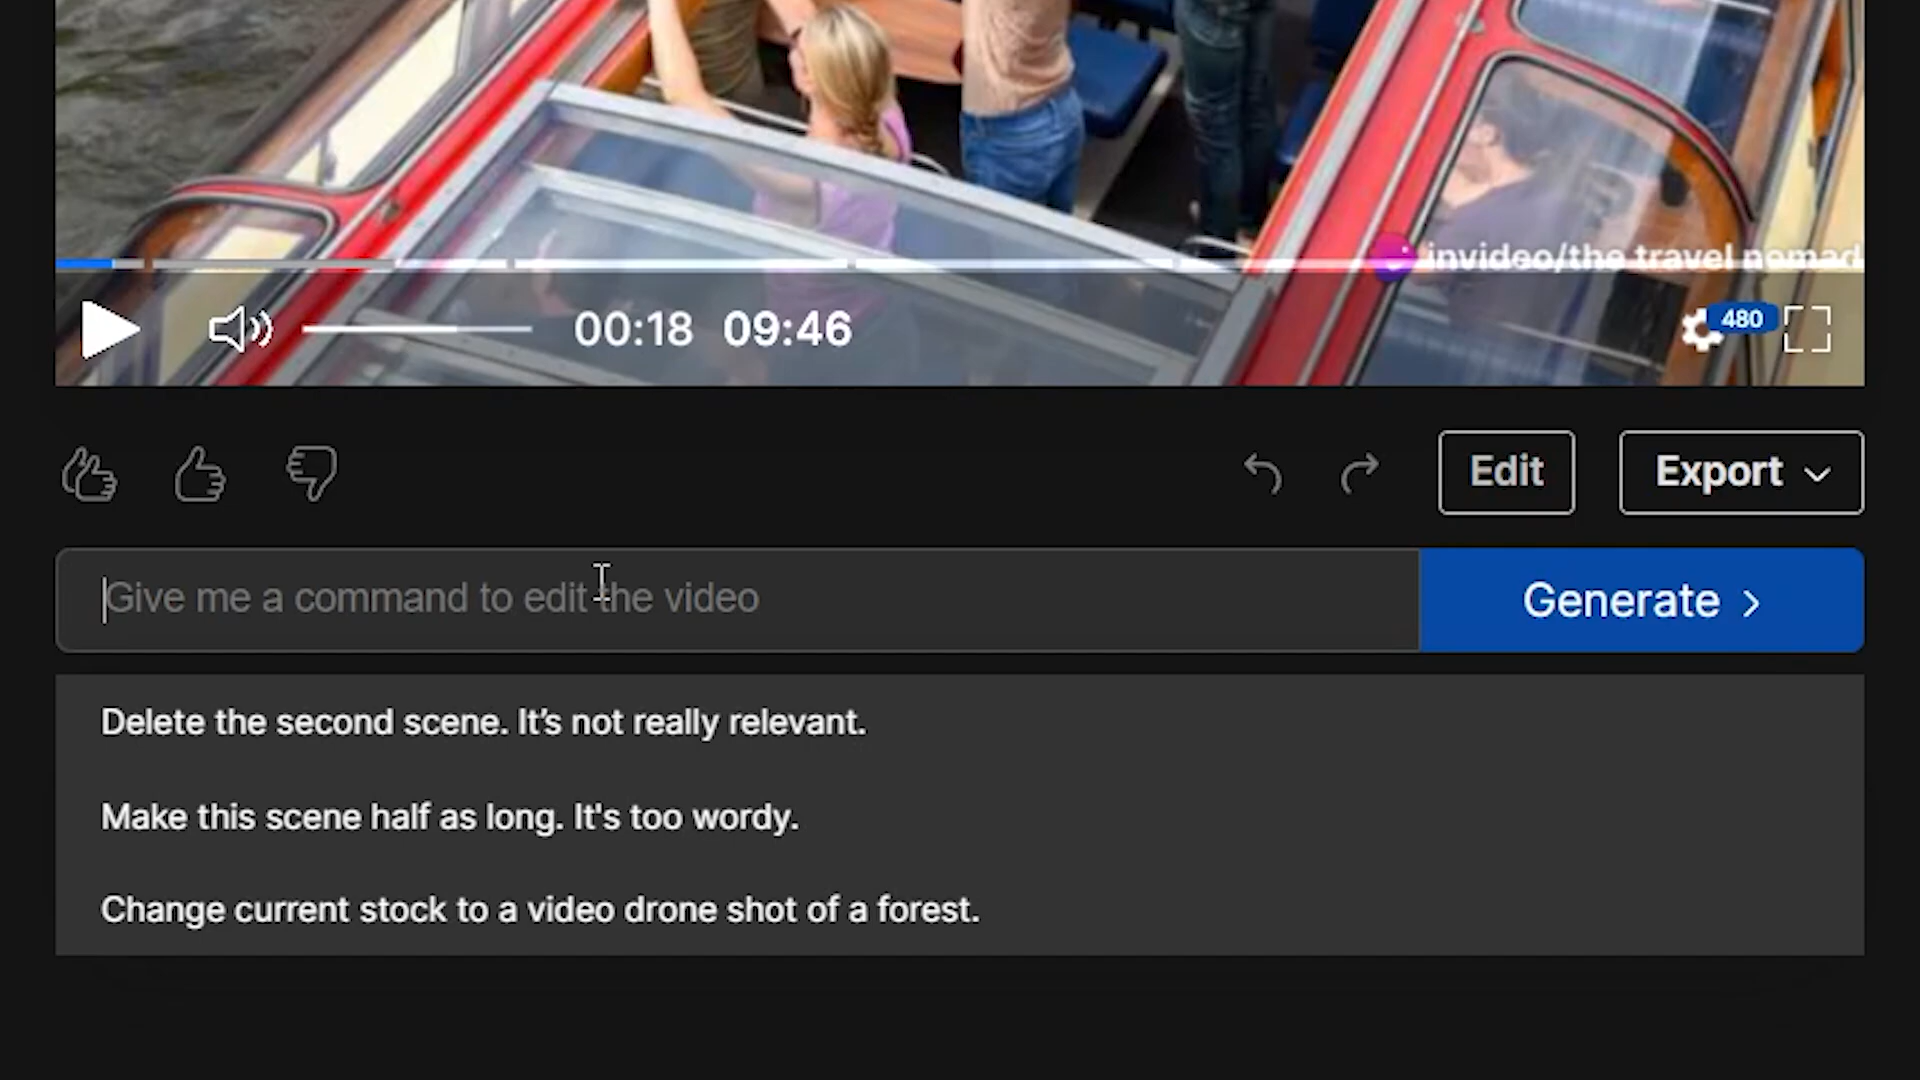 invideo/the travel nomad
00:18 09:46
480
Edit
Export
Give me a command to edit the video
Generate
Delete the second scene. It’s not really relevant.
Make this scene half as long. It's too wordy.
Change current stock to a video drone shot of a forest.